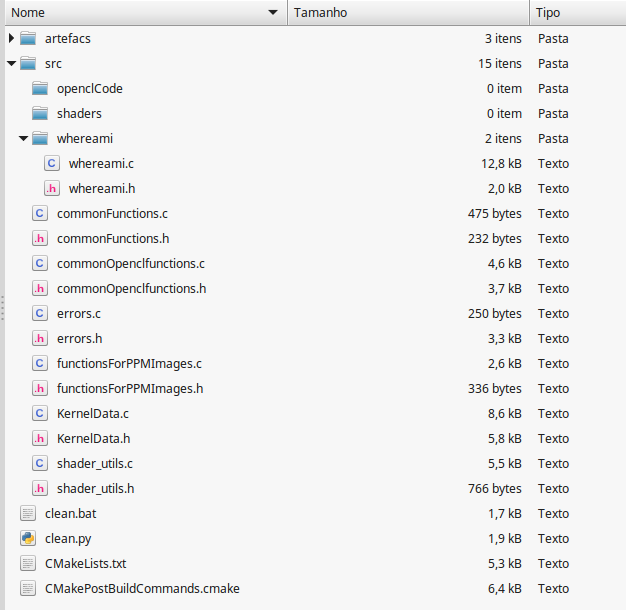 Nome Tamanho Tipo
artefacs 3 itens Pasta
src 15 itens Pasta
openclCode 0 item Pasta
shaders 0 item Pasta
whereami 2 itens Pasta
C whereami.c 12,8 kB Texto
.h whereami.h 2,0 kB Texto
C commonFunctions.c 475 bytes Texto
.h commonFunctions.h 232 bytes Texto
C commonOpenclfunctions.c 4,6 kB Texto
.h commonOpenclfunctions.h 3,7 kB Texto
C errors.c 250 bytes Texto
.h errors.h 3,3 kB Texto
C functionsForPPMImages.c 2,6 kB Texto
.h functionsForPPMImages.h 336 bytes Texto
C KernelData.c 8,6 kB Texto
.h KernelData.h 5,8 kB Texto
C shader_utils.c 5,5 kB Texto
.h shader_utils.h 766 bytes Texto
clean.bat 1,7 kB Texto
clean.py 1,9 kB Texto
CMakeLists.txt 5,3 kB Texto
CMakePostBuildCommands.cmake 6,4 kB Texto